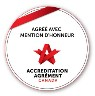 AGRÉÉ AVEC
MENTION D'HONNEUR
ACCREDITATION
AGRÉMENT
CANADA